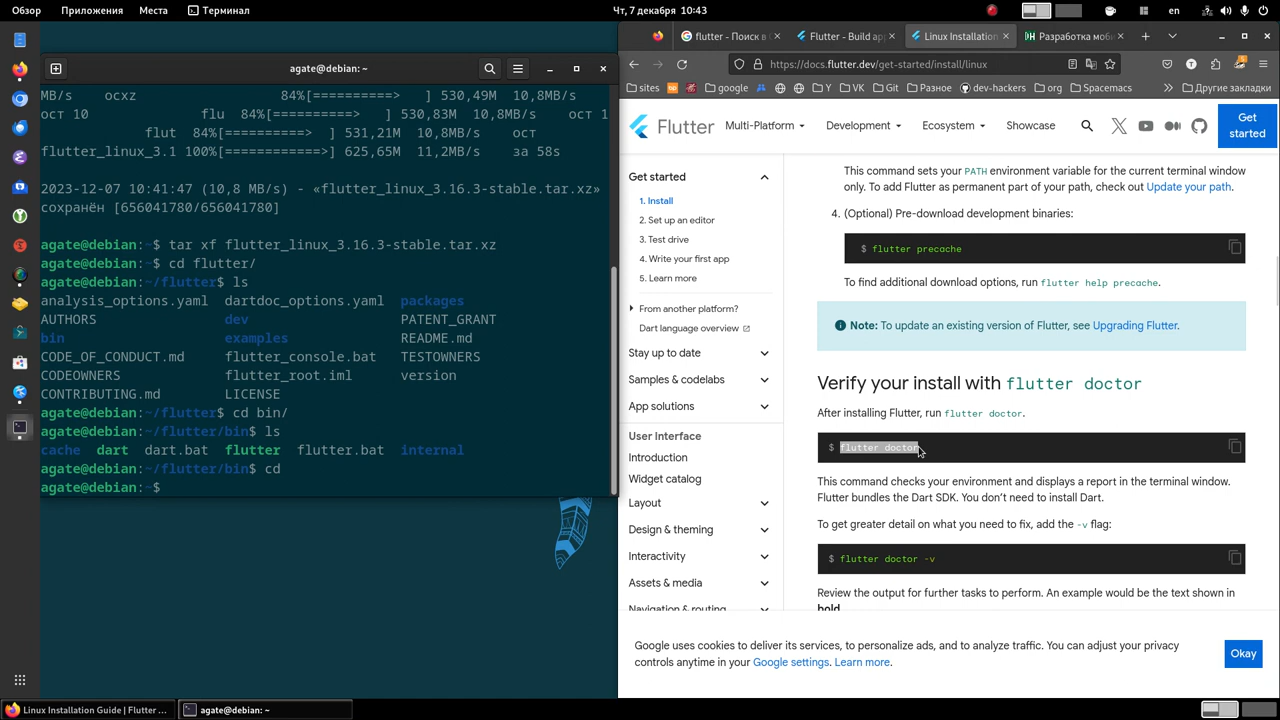 Обзор Приложения Места Терминал Чт, 7 декабря 10:43 en
agate@debian: ~
MB/s ocxz 84%[==========> ] 530,49M 10,8MB/s
ост 10 flu 84%[==========> ] 530,83M 10,8MB/s ост 1
flut 84%[==========> ] 531,21M 10,8MB/s ост
flutter_linux_3.1 100%[============>] 625,65M 11,2MB/s за 58s
2023-12-07 10:41:47 (10,8 MB/s) - «flutter_linux_3.16.3-stable.tar.xz»
сохранён [656041780/656041780]
agate@debian:~$ tar xf flutter_linux_3.16.3-stable.tar.xz
agate@debian:~$ cd flutter/
agate@debian:~/flutter$ ls
analysis_options.yaml dartdoc_options.yaml packages
AUTHORS dev PATENT_GRANT
bin examples README.md
CODE_OF_CONDUCT.md flutter_console.bat TESTOWNERS
CODEOWNERS flutter_root.iml version
CONTRIBUTING.md LICENSE
agate@debian:~/flutter$ cd bin/
agate@debian:~/flutter/bin$ ls
cache dart dart.bat flutter flutter.bat internal
agate@debian:~/flutter/bin$ cd
agate@debian:~$
flutter - Поиск в G Flutter - Build ap Linux Installation Разработка моби
https://docs.flutter.dev/get-started/install/linux
sites google Y VK Git Разное dev-hackers org Spacemacs Другие закладки
Flutter Multi-Platform Development Ecosystem Showcase Get started
Get started
1. Install
2. Set up an editor
3. Test drive
4. Write your first app
5. Learn more
From another platform?
Dart language overview
Stay up to date
Samples & codelabs
App solutions
User Interface
Introduction
Widget catalog
Layout
Design & theming
Interactivity
Assets & media
Navigation & routing
This command sets your PATH environment variable for the current terminal window
only. To add Flutter as permanent part of your path, check out Update your path.
4. (Optional) Pre-download development binaries:
$ flutter precache
To find additional download options, run flutter help precache.
Note: To update an existing version of Flutter, see Upgrading Flutter.
Verify your install with flutter doctor
After installing Flutter, run flutter doctor.
$ flutter doctor
This command checks your environment and displays a report in the terminal window.
Flutter bundles the Dart SDK. You don’t need to install Dart.
To get greater detail on what you need to fix, add the -v flag:
$ flutter doctor -v
Review the output for further tasks to perform. An example would be the text shown in
bold.
Google uses cookies to deliver its services, to personalize ads, and to analyze traffic. You can adjust your privacy
controls anytime in your Google settings. Learn more.
Okay
Linux Installation Guide | Flutter ... agate@debian: ~